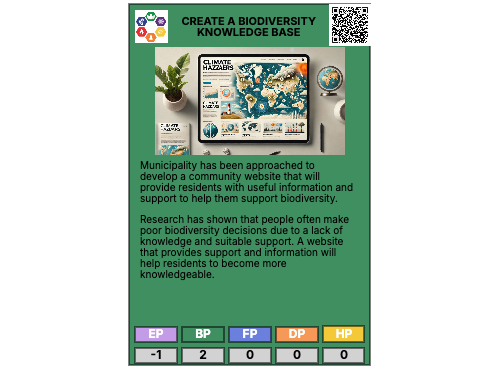 CREATE A BIODIVERSITY
KNOWLEDGE BASE
CLIMATE
HAZZAERS
CLIMATE
HAZDARS
Municipality has been approached to
develop a community website that will
provide residents with useful information and
support to help them support biodiversity.
Research has shown that people often make
poor biodiversity decisions due to a lack of
knowledge and suitable support. A website
that provides support and information will
help residents to become more
knowledgeable.
EP BP FP DP HP
-1 2 0 0 0